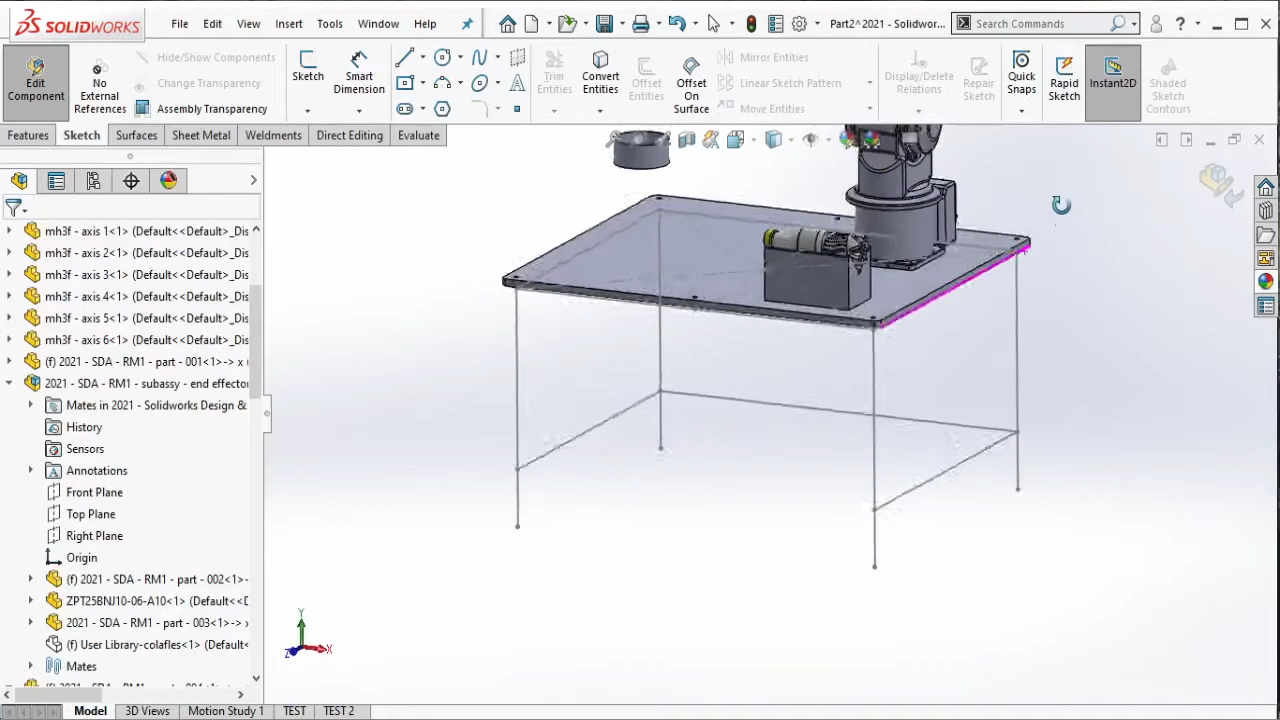 SOLIDWORKS File Edit View Insert Tools Window Help Part2^2021 - Solidwor... Search Commands ?
Edit Component
No External References
Hide/Show Components
Change Transparency
Assembly Transparency
Sketch
Smart Dimension
Trim Entities
Convert Entities
Offset Entities
Offset On Surface
Mirror Entities
Linear Sketch Pattern
Move Entities
Display/Delete Relations
Repair Sketch
Quick Snaps
Rapid Sketch
Instant2D
Shaded Sketch Contours
Features Sketch Surfaces Sheet Metal Weldments Direct Editing Evaluate
mh3f - axis 1<1> (Default<<Default>_Dis
mh3f - axis 2<1> (Default<<Default>_Dis
mh3f - axis 3<1> (Default<<Default>_Dis
mh3f - axis 4<1> (Default<<Default>_Dis
mh3f - axis 5<1> (Default<<Default>_Dis
mh3f - axis 6<1> (Default<<Default>_Dis
(f) 2021 - SDA - RM1 - part - 001<1>-> x (
2021 - SDA - RM1 - subassy - end effector
Mates in 2021 - Solidworks Design &
History
Sensors
Annotations
Front Plane
Top Plane
Right Plane
Origin
(f) 2021 - SDA - RM1 - part - 002<1>-
ZPT25BNJ10-06-A10<1> (Default<<D
2021 - SDA - RM1 - part - 003<1>-> x
(f) User Library-colafles<1> (Default<
Mates
Y
Z X
Model 3D Views Motion Study 1 TEST TEST 2